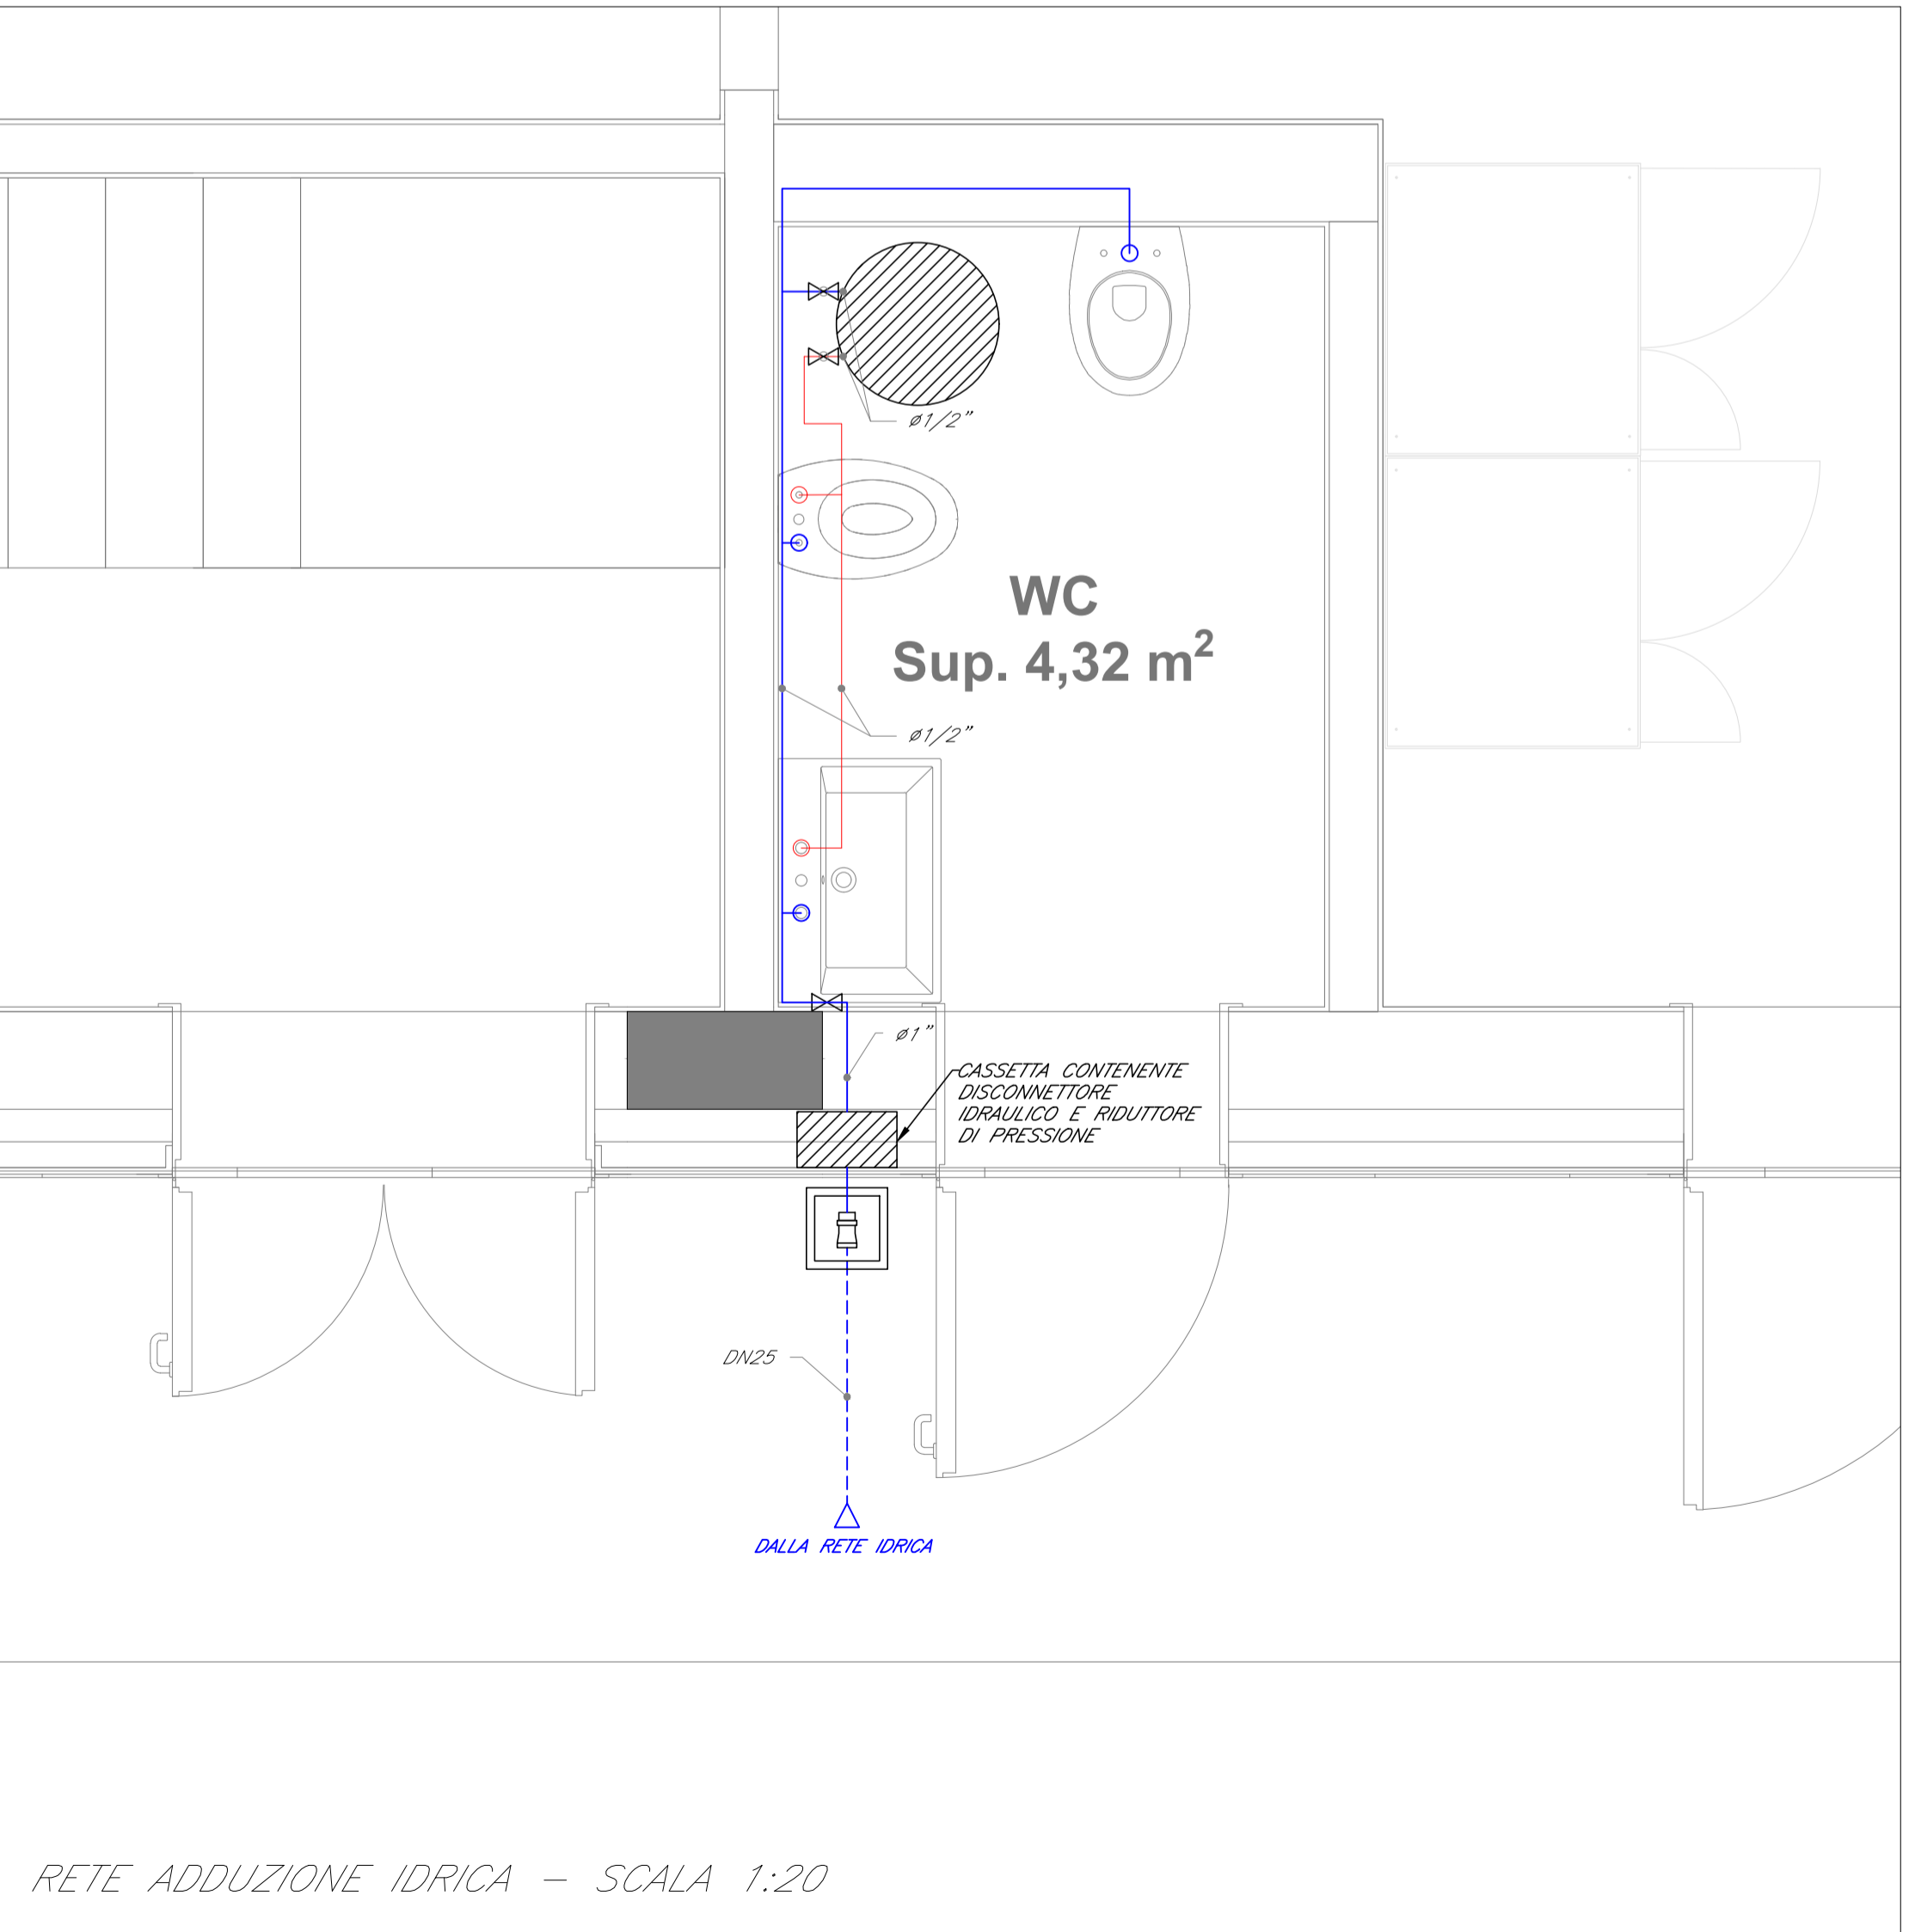 ø1/2"
WC
Sup. 4,32 m²
ø1/2"
ø1"
CASSETTA CONTENENTE
DISCONNETTORE
IDRAULICO E RIDUTTORE
DI PRESSIONE
DN25
DALLA RETE IDRICA
RETE ADDUZIONE IDRICA - SCALA 1:20